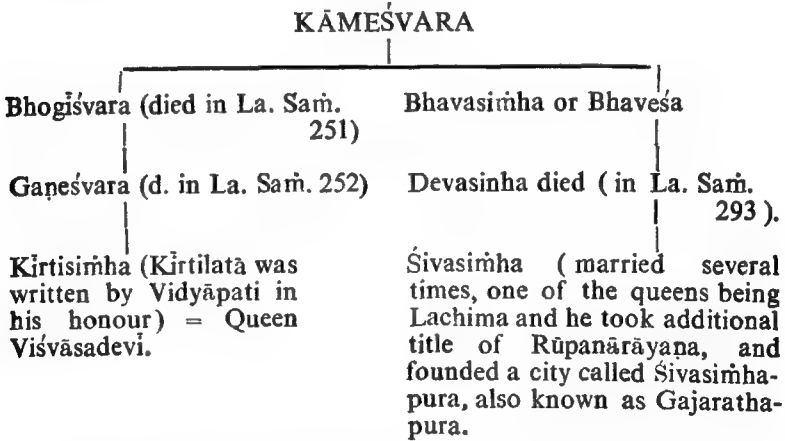 KĀMEŚVARA
Bhogīśvara (died in La. Saṁ.
251)
Gaṇeśvara (d. in La. Saṁ. 252)
Kīrtisiṁha (Kīrtilatā was
written by Vidyāpati in
his honour) = Queen
Viśvāsadevī.
Bhavasiṁha or Bhaveśa
Devasinha died ( in La. Saṁ.
293 ).
Śivasiṁha ( married several
times, one of the queens being
Lachima and he took additional
title of Rūpanārāyaṇa, and
founded a city called Śivasiṁha-
pura, also known as Gajaratha-
pura.